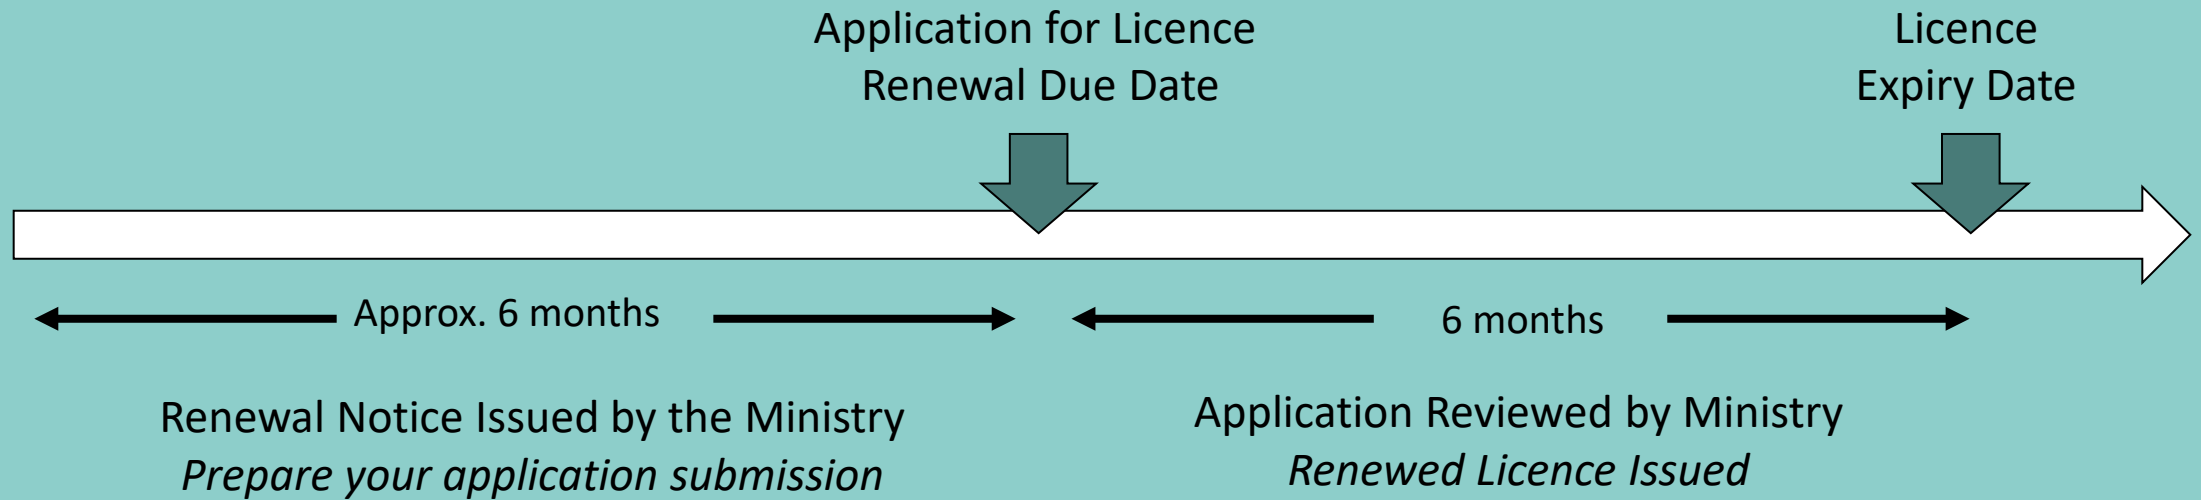 Application for Licence
Renewal Due Date
Licence
Expiry Date
Approx. 6 months
6 months
Renewal Notice Issued by the Ministry
Prepare your application submission
Application Reviewed by Ministry
Renewed Licence Issued